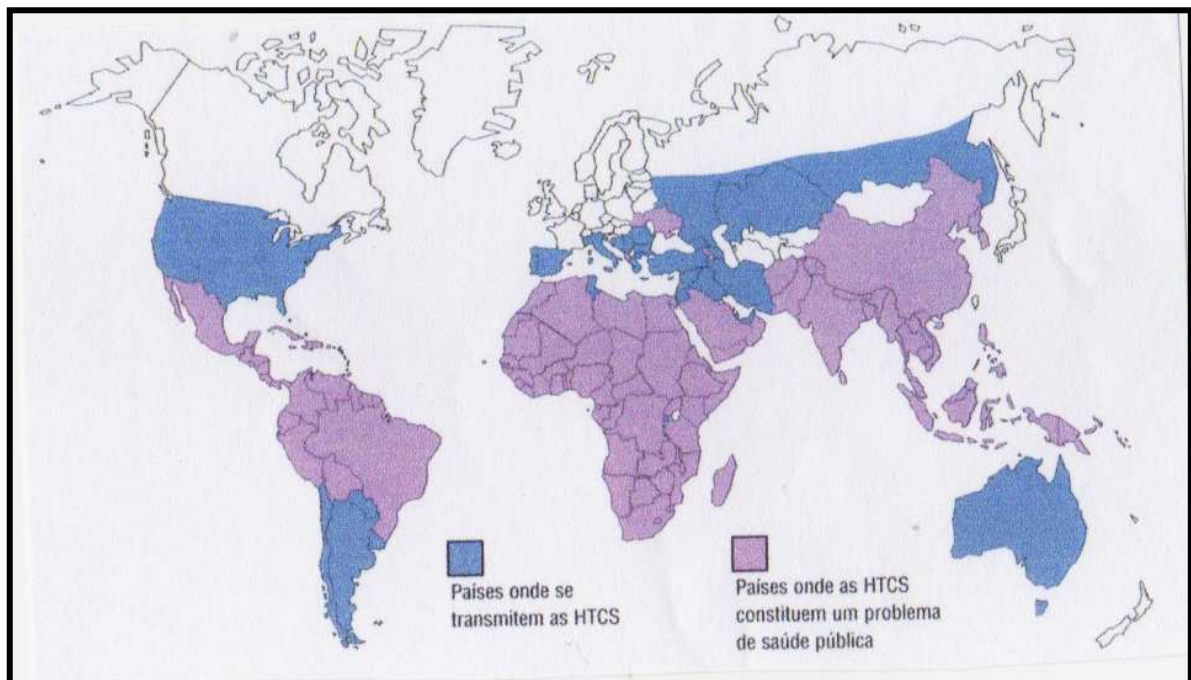 Países onde se
transmitem as HTCS
Países onde as HTCS
constituem um problema
de saúde pública